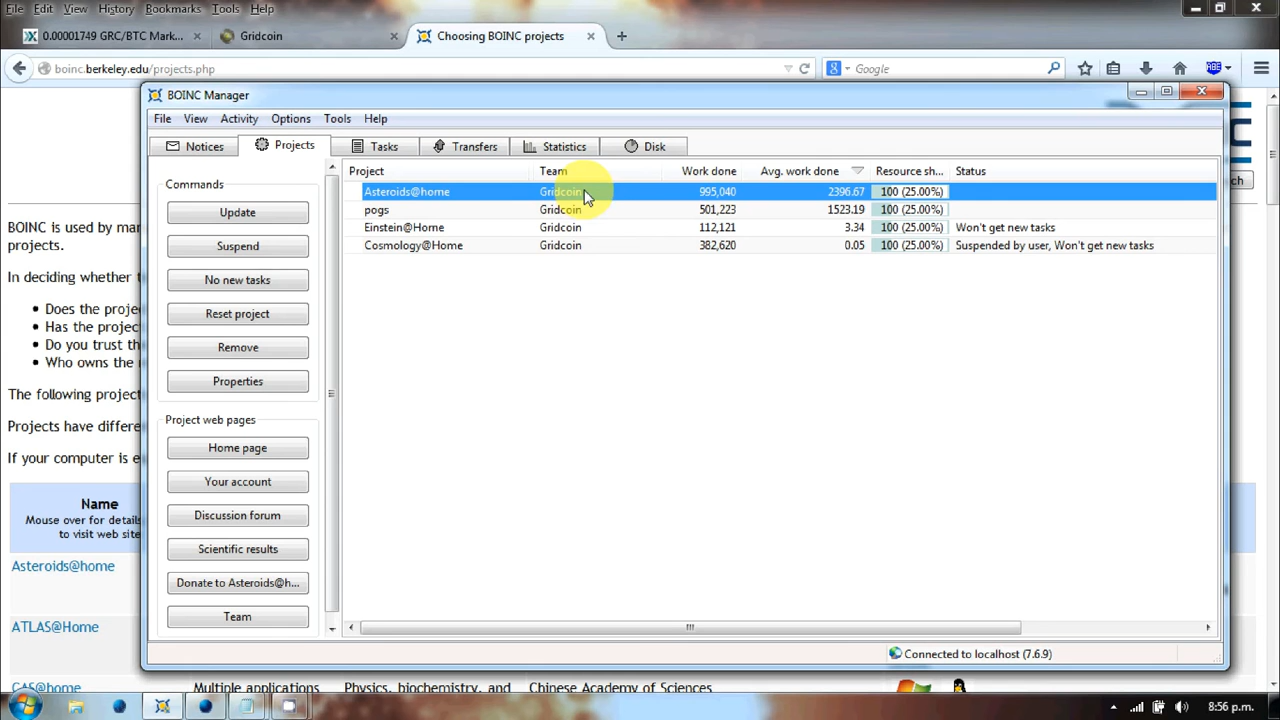 File Edit View History Bookmarks Tools Help
0.00001749 GRC/BTC Mark...
Gridcoin
Choosing BOINC projects
boinc.berkeley.edu/projects.php
Google
ABE
BOINC Manager
File View Activity Options Tools Help
Notices Projects Tasks Transfers Statistics Disk
Commands
Update
Suspend
No new tasks
Reset project
Remove
Properties
Project web pages
Home page
Your account
Discussion forum
Scientific results
Donate to Asteroids@h...
Team
Project Team Work done Avg. work done Resource sh... Status
Asteroids@home Gridcoin 995,040 2396.67 100 (25.00%)
pogs Gridcoin 501,223 1523.19 100 (25.00%)
Einstein@Home Gridcoin 112,121 3.34 100 (25.00%) Won't get new tasks
Cosmology@Home Gridcoin 382,620 0.05 100 (25.00%) Suspended by user, Won't get new tasks
Connected to localhost (7.6.9)
BOINC is used by mar
projects.
In deciding whether t
Does the proje
Has the projec
Do you trust th
Who owns the
The following project
Projects have differe
If your computer is e
Name
Mouse over for details
to visit web site
Asteroids@home
ATLAS@Home
CAS@home Multiple applications Physics, biochemistry, and Chinese Academy of Sciences
8:56 p.m.